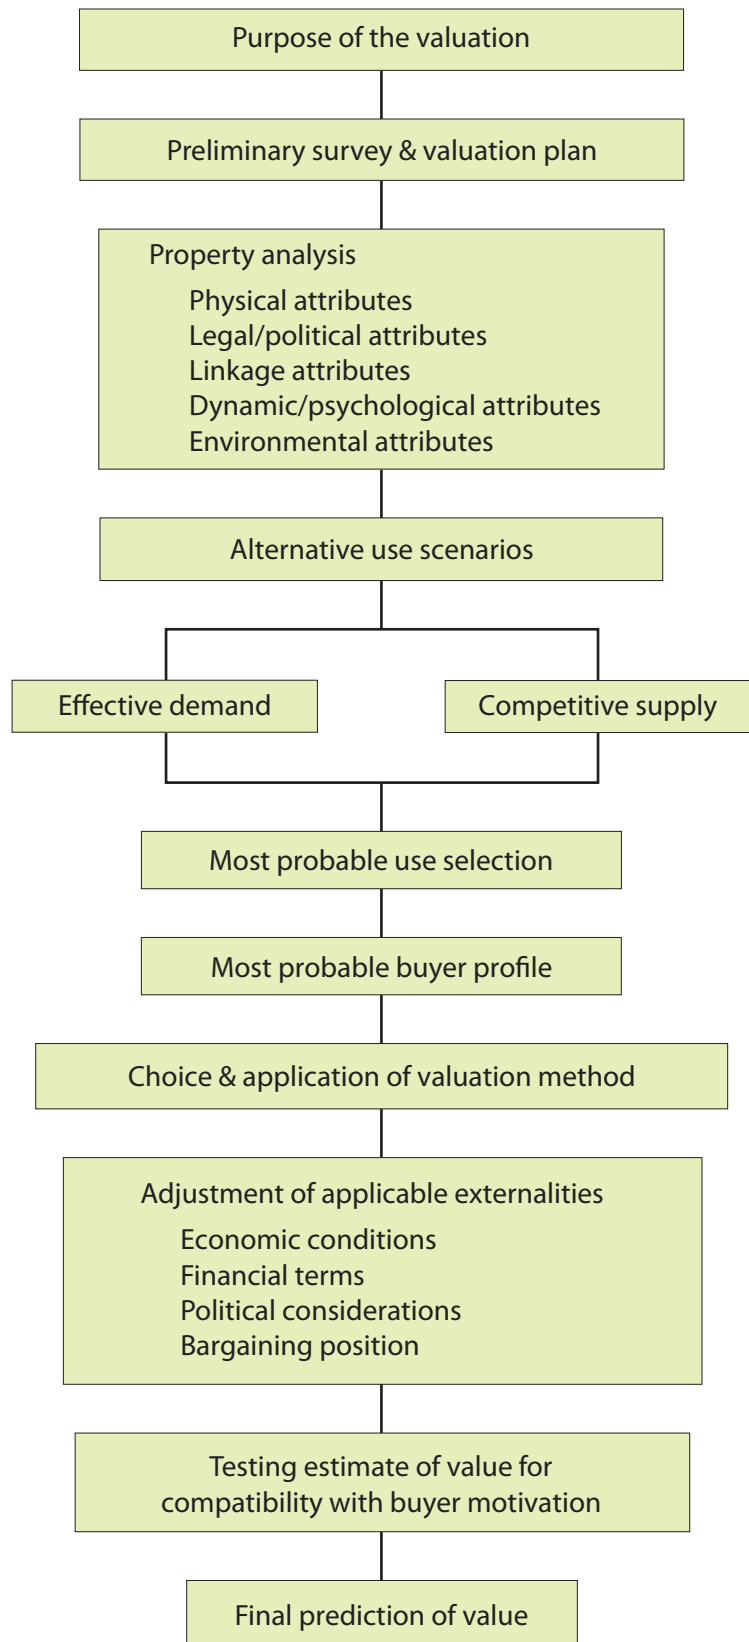 Purpose of the valuation
Preliminary survey & valuation plan
Property analysis
Physical attributes
Legal/political attributes
Linkage attributes
Dynamic/psychological attributes
Environmental attributes
Alternative use scenarios
Effective demand
Competitive supply
Most probable use selection
Most probable buyer profile
Choice & application of valuation method
Adjustment of applicable externalities
Economic conditions
Financial terms
Political considerations
Bargaining position
Testing estimate of value for
compatibility with buyer motivation
Final prediction of value